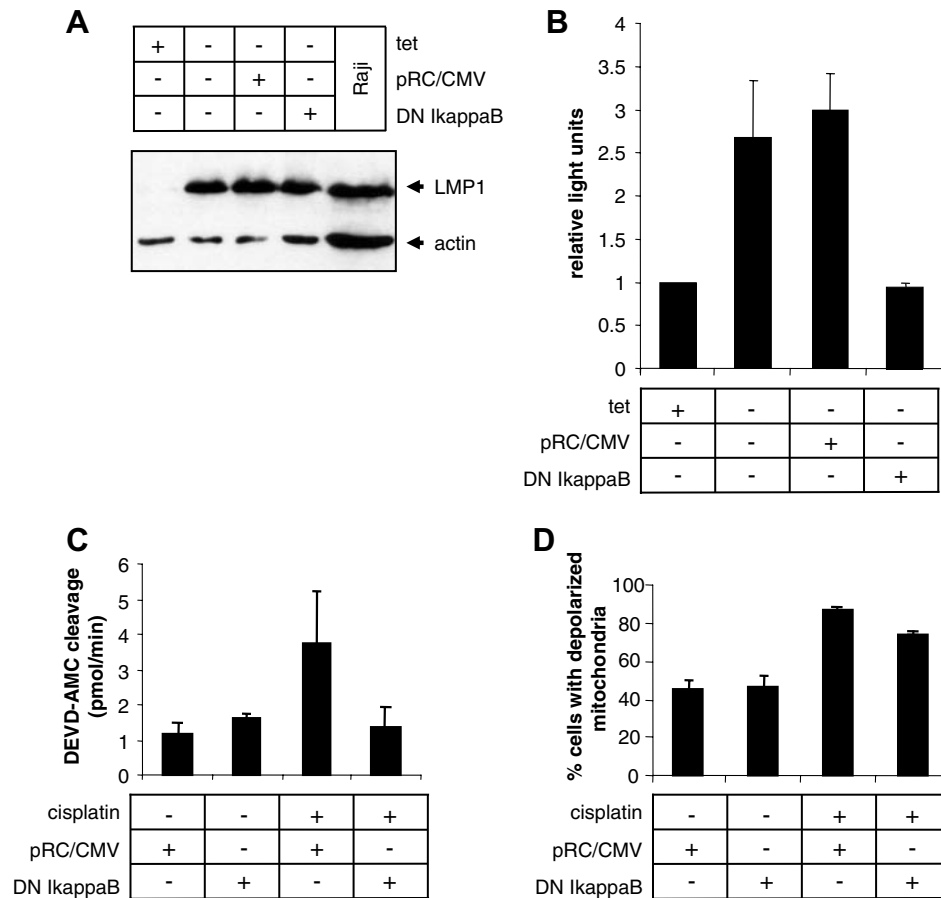 A
+ - - - tet
- - + - pRC/CMV
- - - + DN IkappaB
Raji
LMP1
actin
B
relative light units
4
3.5
3
2.5
2
1.5
1
0.5
0
tet + - - -
pRC/CMV - - + -
DN IkappaB - - - +
C
DEVD-AMC cleavage
(pmol/min)
6
5
4
3
2
1
0
cisplatin - - + +
pRC/CMV + - + -
DN IkappaB - + - +
D
% cells with depolarized
mitochondria
100
80
60
40
20
0
cisplatin - - + +
pRC/CMV + - + -
DN IkappaB - + - +